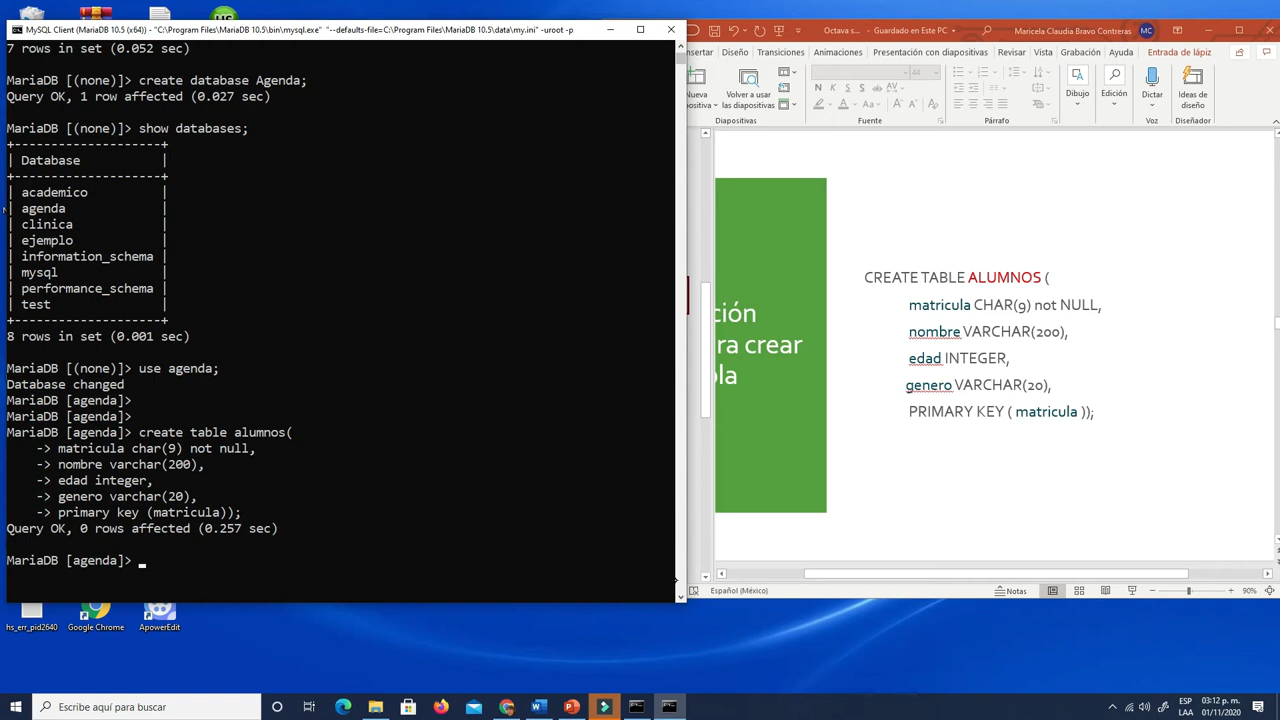 MySQL Client (MariaDB 10.5 (x64)) - "C:\Program Files\MariaDB 10.5\bin\mysql.exe" "--defaults-file=C:\Program Files\MariaDB 10.5\data\my.ini" -uroot -p
7 rows in set (0.052 sec)
MariaDB [(none)]> create database Agenda;
Query OK, 1 row affected (0.027 sec)
MariaDB [(none)]> show databases;
+--------------------+
| Database           |
+--------------------+
| academico          |
| agenda             |
| clinica            |
| ejemplo            |
| information_schema |
| mysql              |
| performance_schema |
| test               |
+--------------------+
8 rows in set (0.001 sec)
MariaDB [(none)]> use agenda;
Database changed
MariaDB [agenda]>
MariaDB [agenda]>
MariaDB [agenda]> create table alumnos(
    -> matricula char(9) not null,
    -> nombre varchar(200),
    -> edad integer,
    -> genero varchar(20),
    -> primary key (matricula));
Query OK, 0 rows affected (0.257 sec)
MariaDB [agenda]>
Octava s... - Guardado en Este PC
Maricela Claudia Bravo Contreras MC
nsertar Diseño Transiciones Animaciones Presentación con diapositivas Revisar Vista Grabación Ayuda Entrada de lápiz
Nueva
diapositiva
Volver a usar
las diapositivas
Diapositivas
44
N K S
Fuente
Párrafo
Dibujo
Edición
Dictar
Voz
Ideas de
diseño
Diseñador
ción
ra crear
bla
CREATE TABLE ALUMNOS (
matricula CHAR(9) not NULL,
nombre VARCHAR(200),
edad INTEGER,
genero VARCHAR(20),
PRIMARY KEY ( matricula ));
Español (México)
Notas
90%
hs_err_pid2640
Google Chrome
ApowerEdit
Escribe aquí para buscar
ESP
LAA
03:12 p. m.
01/11/2020